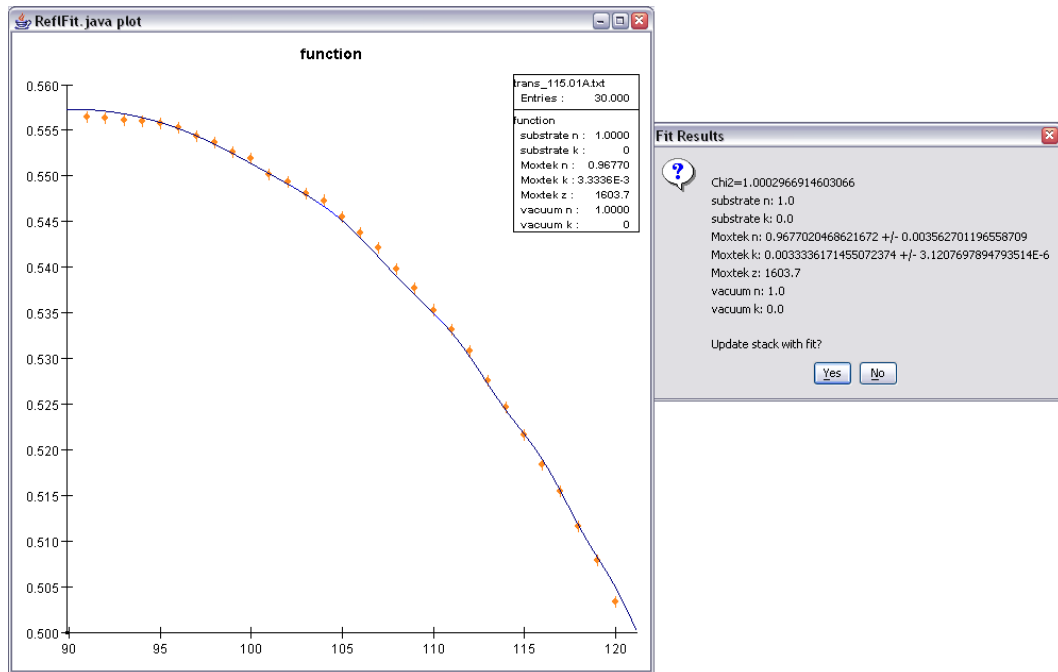 ReflFit.java plot
function
0.560
0.555
0.550
0.545
0.540
0.535
0.530
0.525
0.520
0.515
0.510
0.505
0.500
90 95 100 105 110 115 120
trans_115.01A.txt
Entries : 30.000
function
substrate n : 1.0000
substrate k : 0
Moxtek n : 0.96770
Moxtek k : 3.3336E-3
Moxtek z : 1603.7
vacuum n : 1.0000
vacuum k : 0
Fit Results
Chi2=1.0002966914603066
substrate n: 1.0
substrate k: 0.0
Moxtek n: 0.9677020468621672 +/- 0.003562701196558709
Moxtek k: 0.0033336171455072374 +/- 3.1207697894793514E-6
Moxtek z: 1603.7
vacuum n: 1.0
vacuum k: 0.0
Update stack with fit?
Yes No